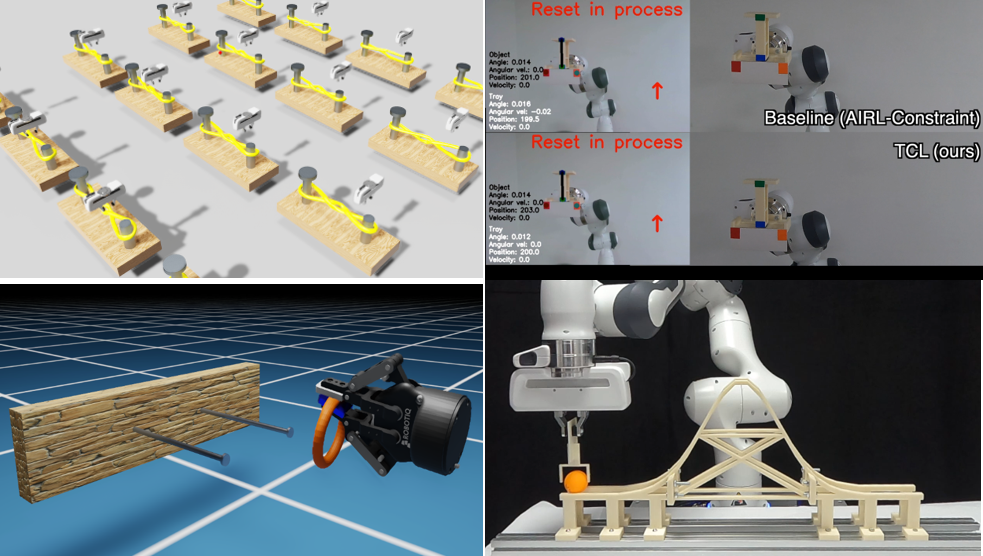 Reset in process
Object
Angle: 0.014
Angular vel.: 0.0
Position: 201.0
Velocity: 0.0
Tray
Angle: 0.016
Angular vel: -0.02
Position: 199.5
Velocity: 0.0
Baseline (AIRL-Constraint)
Reset in process
TCL (ours)
Object
Angle: 0.014
Angular vel.: 0.0
Position: 203.0
Velocity: 0.0
Tray
Angle: 0.012
Angular vel: 0.0
Position: 200.0
Velocity: 0.0
ROBOTIQ